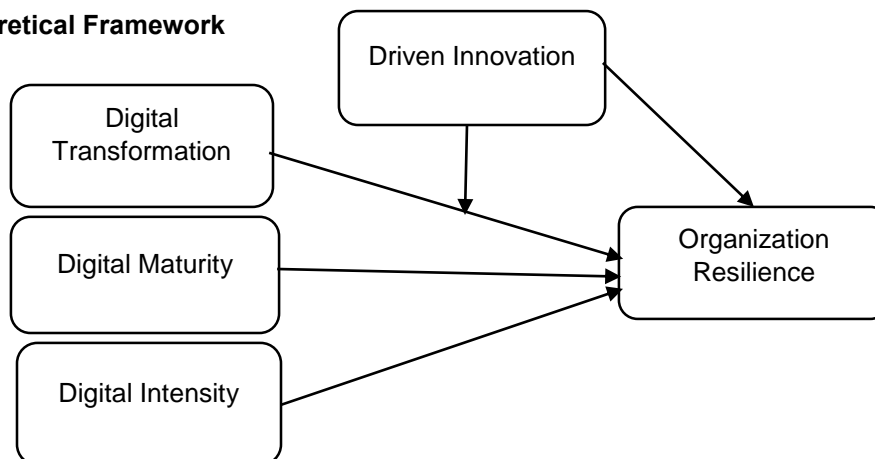 retical Framework
Driven Innovation
Digital
Transformation
Digital Maturity
Digital Intensity
Organization
Resilience